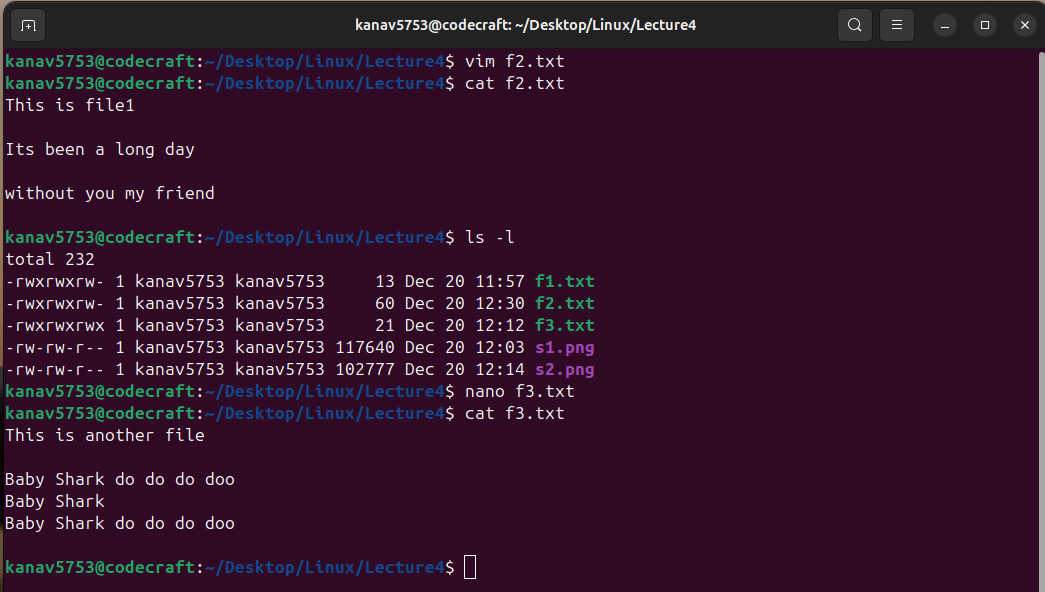 kanav5753@codecraft: ~/Desktop/Linux/Lecture4
kanav5753@codecraft:~/Desktop/Linux/Lecture4$ vim f2.txt
kanav5753@codecraft:~/Desktop/Linux/Lecture4$ cat f2.txt
This is file1
Its been a long day
without you my friend
kanav5753@codecraft:~/Desktop/Linux/Lecture4$ ls -l
total 232
-rwxrwxrw- 1 kanav5753 kanav5753     13 Dec 20 11:57 f1.txt
-rwxrwxrw- 1 kanav5753 kanav5753     60 Dec 20 12:30 f2.txt
-rwxrwxrwx 1 kanav5753 kanav5753     21 Dec 20 12:12 f3.txt
-rw-rw-r-- 1 kanav5753 kanav5753 117640 Dec 20 12:03 s1.png
-rw-rw-r-- 1 kanav5753 kanav5753 102777 Dec 20 12:14 s2.png
kanav5753@codecraft:~/Desktop/Linux/Lecture4$ nano f3.txt
kanav5753@codecraft:~/Desktop/Linux/Lecture4$ cat f3.txt
This is another file
Baby Shark do do do doo
Baby Shark
Baby Shark do do do doo
kanav5753@codecraft:~/Desktop/Linux/Lecture4$